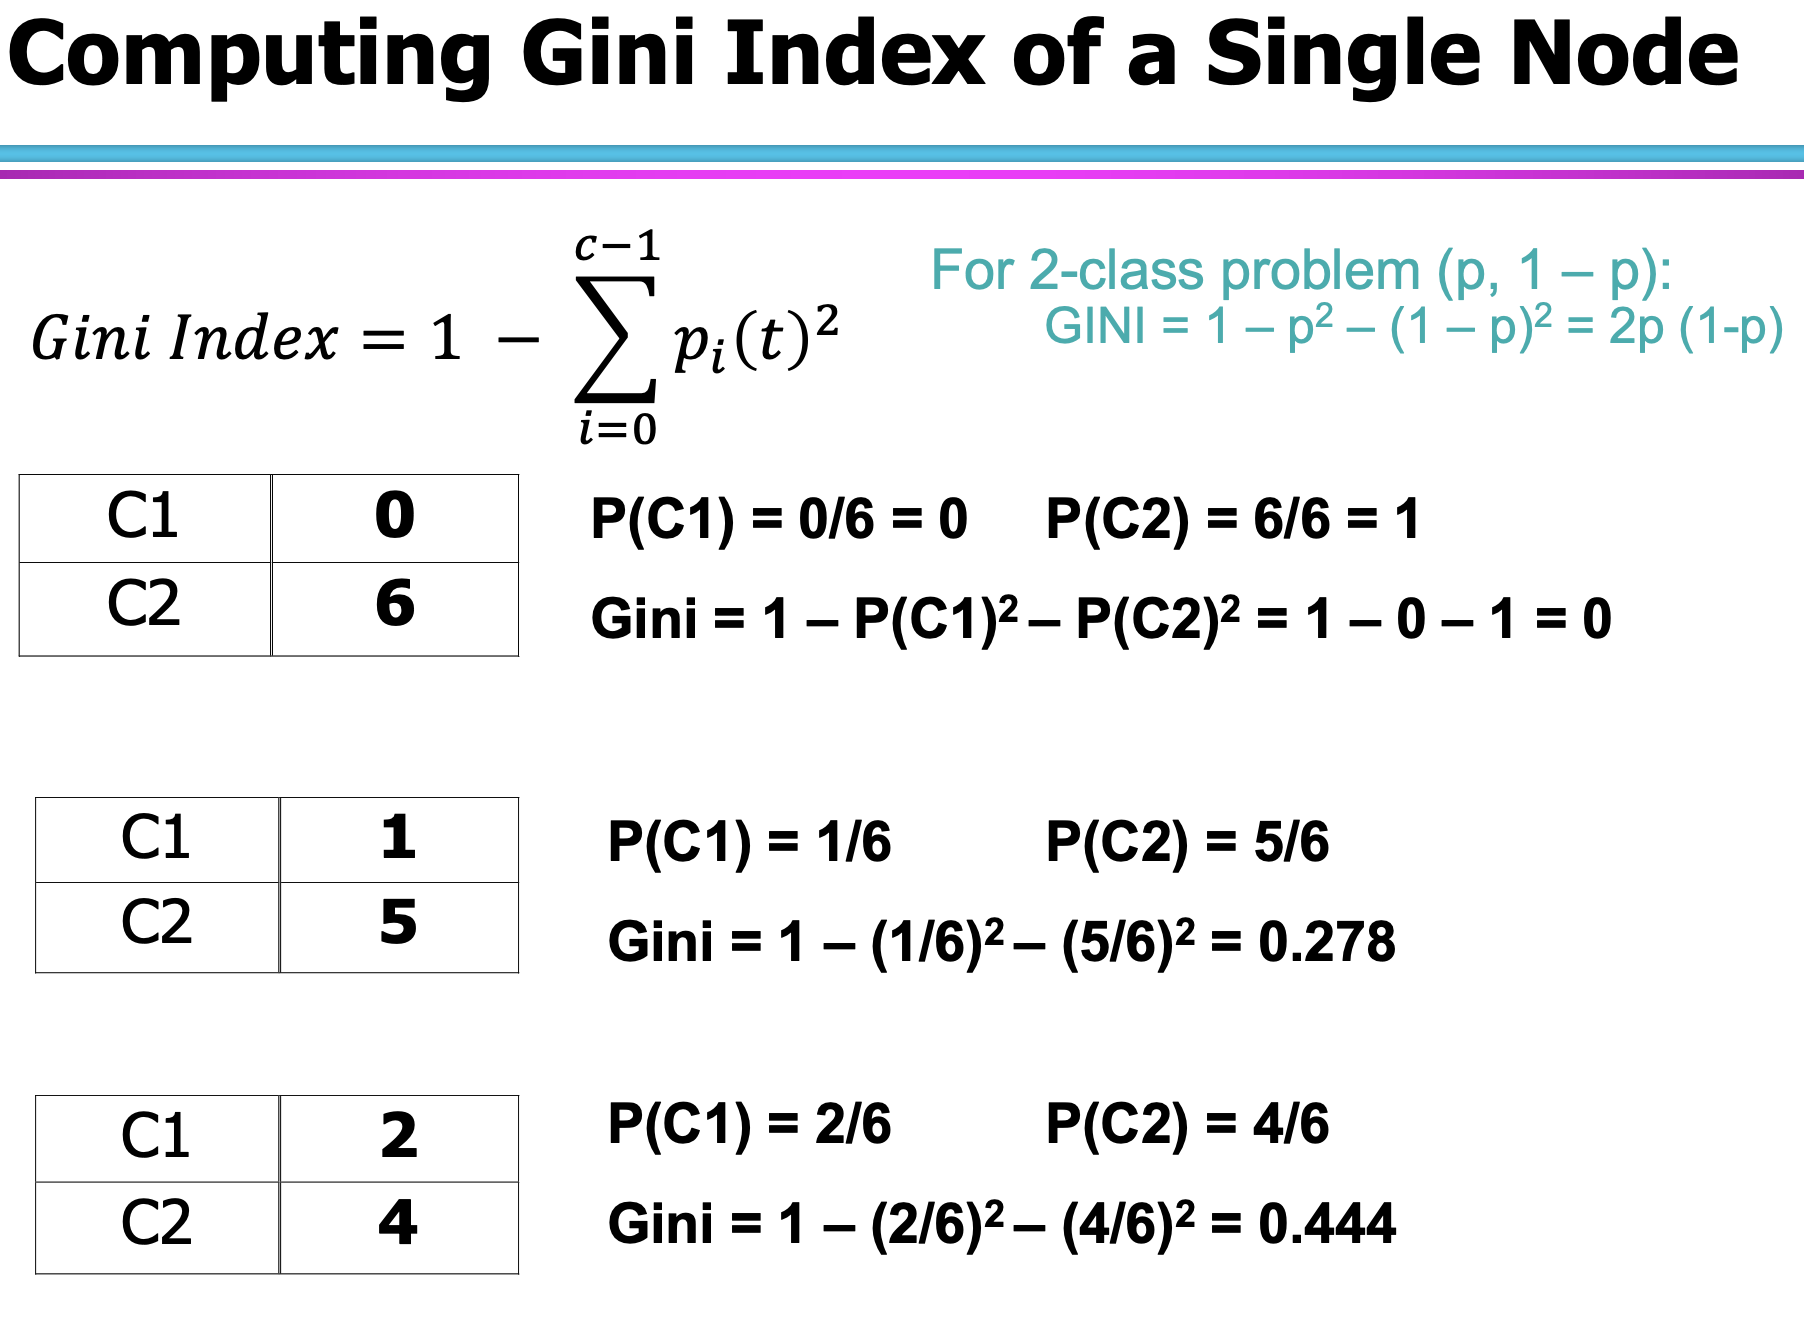 Computing Gini Index of a Single Node
Gini Index = 1 − ∑_{i=0}^{c−1} p_i(t)²
For 2-class problem (p, 1 – p):
GINI = 1 – p² – (1 – p)² = 2p (1-p)
C1 0
C2 6
P(C1) = 0/6 = 0 P(C2) = 6/6 = 1
Gini = 1 – P(C1)² – P(C2)² = 1 – 0 – 1 = 0
C1 1
C2 5
P(C1) = 1/6 P(C2) = 5/6
Gini = 1 – (1/6)² – (5/6)² = 0.278
C1 2
C2 4
P(C1) = 2/6 P(C2) = 4/6
Gini = 1 – (2/6)² – (4/6)² = 0.444